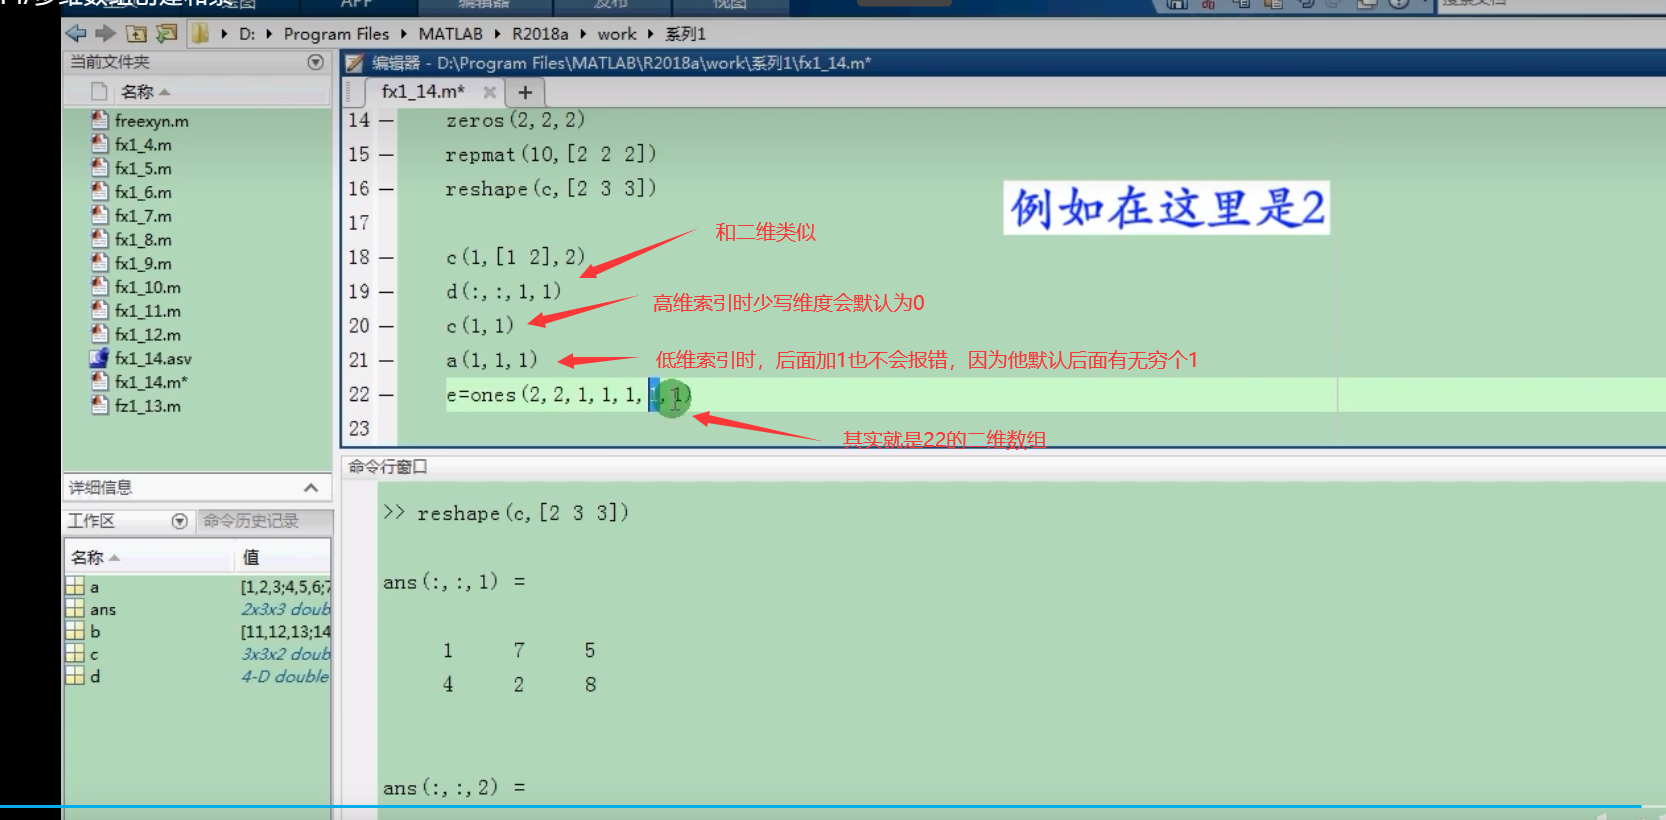 APP
编辑器
发布
视图
D: Program Files MATLAB R2018a work 系列1
当前文件夹
编辑器 - D:\Program Files\MATLAB\R2018a\work\系列1\fx1_14.m*
名称
fx1_14.m* × +
freexyn.m
fx1_4.m
fx1_5.m
fx1_6.m
fx1_7.m
fx1_8.m
fx1_9.m
fx1_10.m
fx1_11.m
fx1_12.m
fx1_14.asv
fx1_14.m*
fz1_13.m
14 — zeros(2,2,2)
15 — repmat(10,[2 2 2])
16 — reshape(c,[2 3 3])
17
18 — c(1,[1 2],2)
19 — d(:,:,1,1)
20 — c(1,1)
21 — a(1,1,1)
22 — e=ones(2,2,1,1,1,1,1)
23
例如在这里是2
和二维类似
高维索引时少写维度会默认为0
低维索引时，后面加1也不会报错，因为他默认后面有无穷个1
其实就是22的二维数组
详细信息
工作区 命令历史记录
名称 值
a [1,2,3;4,5,6;7
ans 2x3x3 doub
b [11,12,13;14
c 3x3x2 doub
d 4-D double
命令行窗口
>> reshape(c,[2 3 3])
ans(:,:,1) =
1 7 5
4 2 8
ans(:,:,2) =